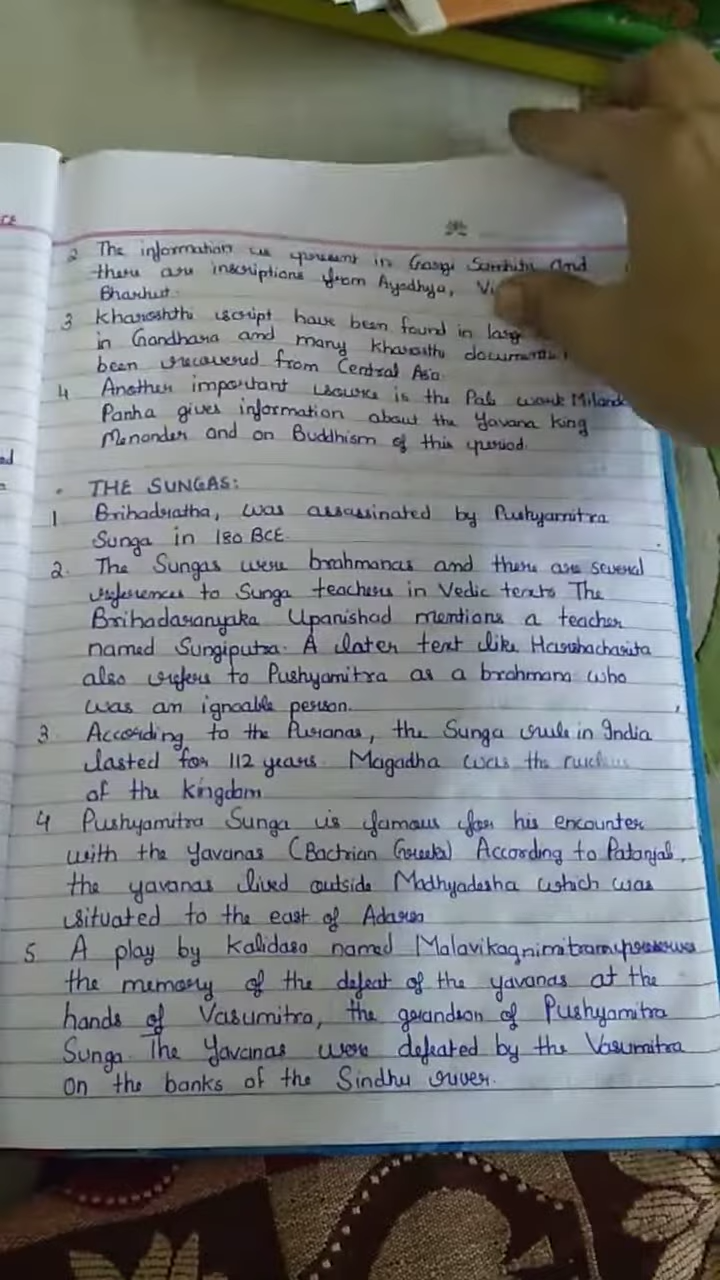 2 The information is present in Gargi Samhita and
there are inscriptions from Ayodhya, Vi
Bharhut.
3 Kharoshthi script have been found in larg
in Gandhara and many Kharosthi documents
been recovered from Central Asia.
4 Another important source is the Pali work Milinda
Panha gives information about the Yavana King
Menander and on Buddhism of this period.
• THE SUNGAS:
1 Brihadratha, was assassinated by Pushyamitra
Sunga in 180 BCE.
2. The Sungas were brahmanas and there are several
references to Sunga teachers in Vedic texts The
Brihadaranyaka Upanishad mentions a teacher
named Sungiputra. A later text like Harshacharita
also refers to Pushyamitra as a brahmana who
was an ignoable person.
3. According to the Puranas, the Sunga rule in India
lasted for 112 years. Magadha was the nucleus
of the kingdom
4 Pushyamitra Sunga is famous for his encounter
with the Yavanas (Bactrian Greeks) According to Patanjali,
the yavanas lived outside Madhyadesha which was
situated to the east of Adarsa
5 A play by Kalidasa named Malavikagnimitram preserves
the memory of the defeat of the yavanas at the
hands of Vasumitra, the grandson of Pushyamitra
Sunga. The Yavanas were defeated by the Vasumitra
on the banks of the Sindhu river.